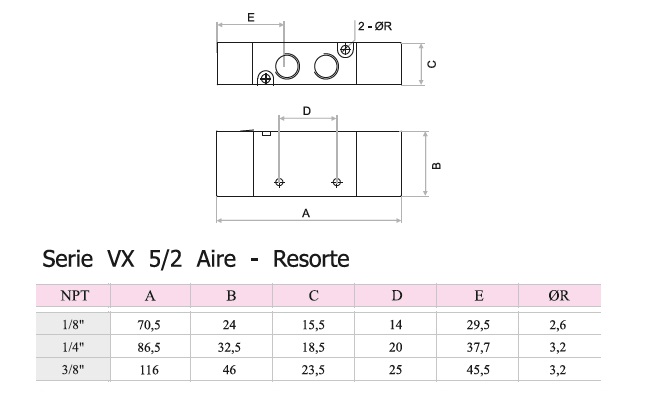 E
2 - ØR
C
D
B
A
Serie VX 5/2 Aire - Resorte
NPT A B C D E ØR
1/8" 70,5 24 15,5 14 29,5 2,6
1/4" 86,5 32,5 18,5 20 37,7 3,2
3/8" 116 46 23,5 25 45,5 3,2